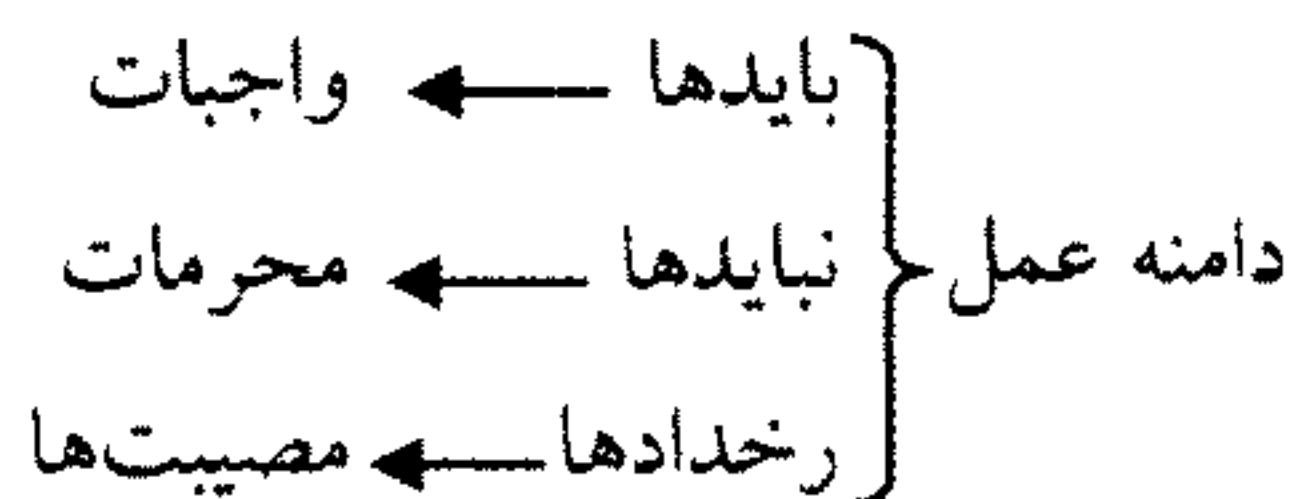 بایدها ← واجبات
دامنه عمل نبایدها ← محرمات
رخدادها ← مصیبت‌ها